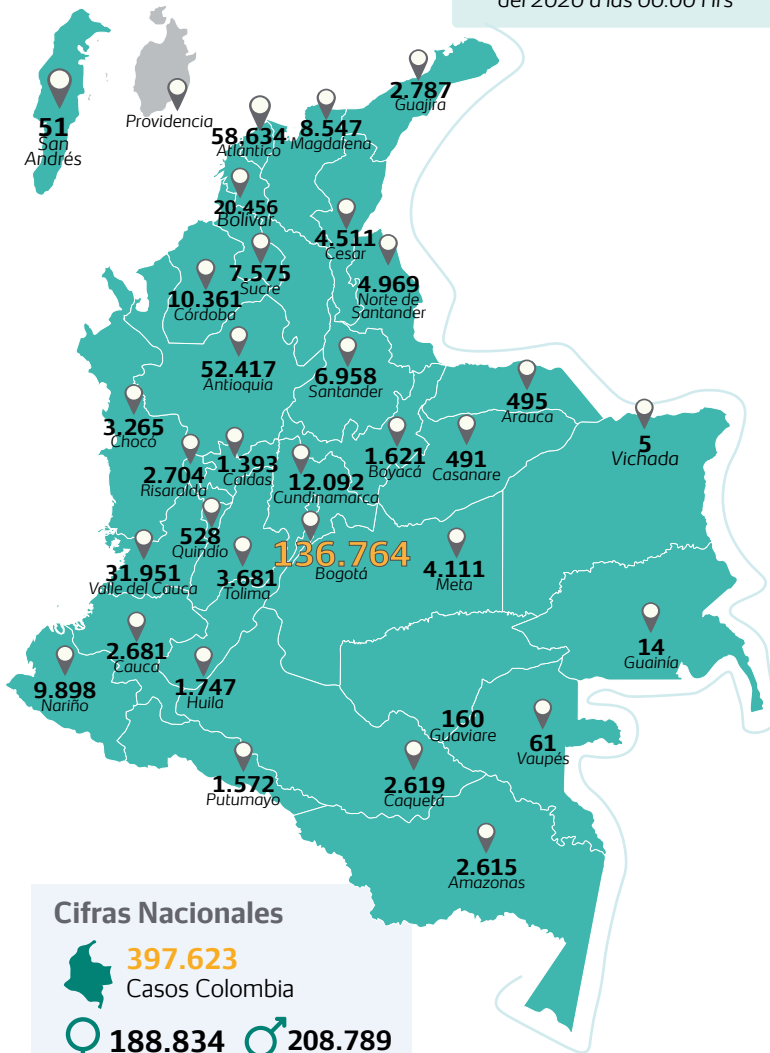 del 2020 a las 00:00 Hrs
2.787
Guajira
51
San
Andrés
Providencia
58.634
Atlántico
8.547
Magdalena
20.456
Bolívar
4.511
Cesar
7.575
Sucre
4.969
Norte de
Santander
10.361
Córdoba
52.417
Antioquia
6.958
Santander
495
Arauca
3.265
Chocó
5
Vichada
2.704
Risaralda
1.393
Caldas
12.092
Cundinamarca
1.621
Boyacá
491
Casanare
528
Quindío
136.764
Bogotá
31.951
Valle del Cauca
3.681
Tolima
4.111
Meta
2.681
Cauca
14
Guainía
9.898
Nariño
1.747
Huila
160
Guaviare
61
Vaupés
1.572
Putumayo
2.619
Caquetá
2.615
Amazonas
Cifras Nacionales
397.623
Casos Colombia
188.834 208.789